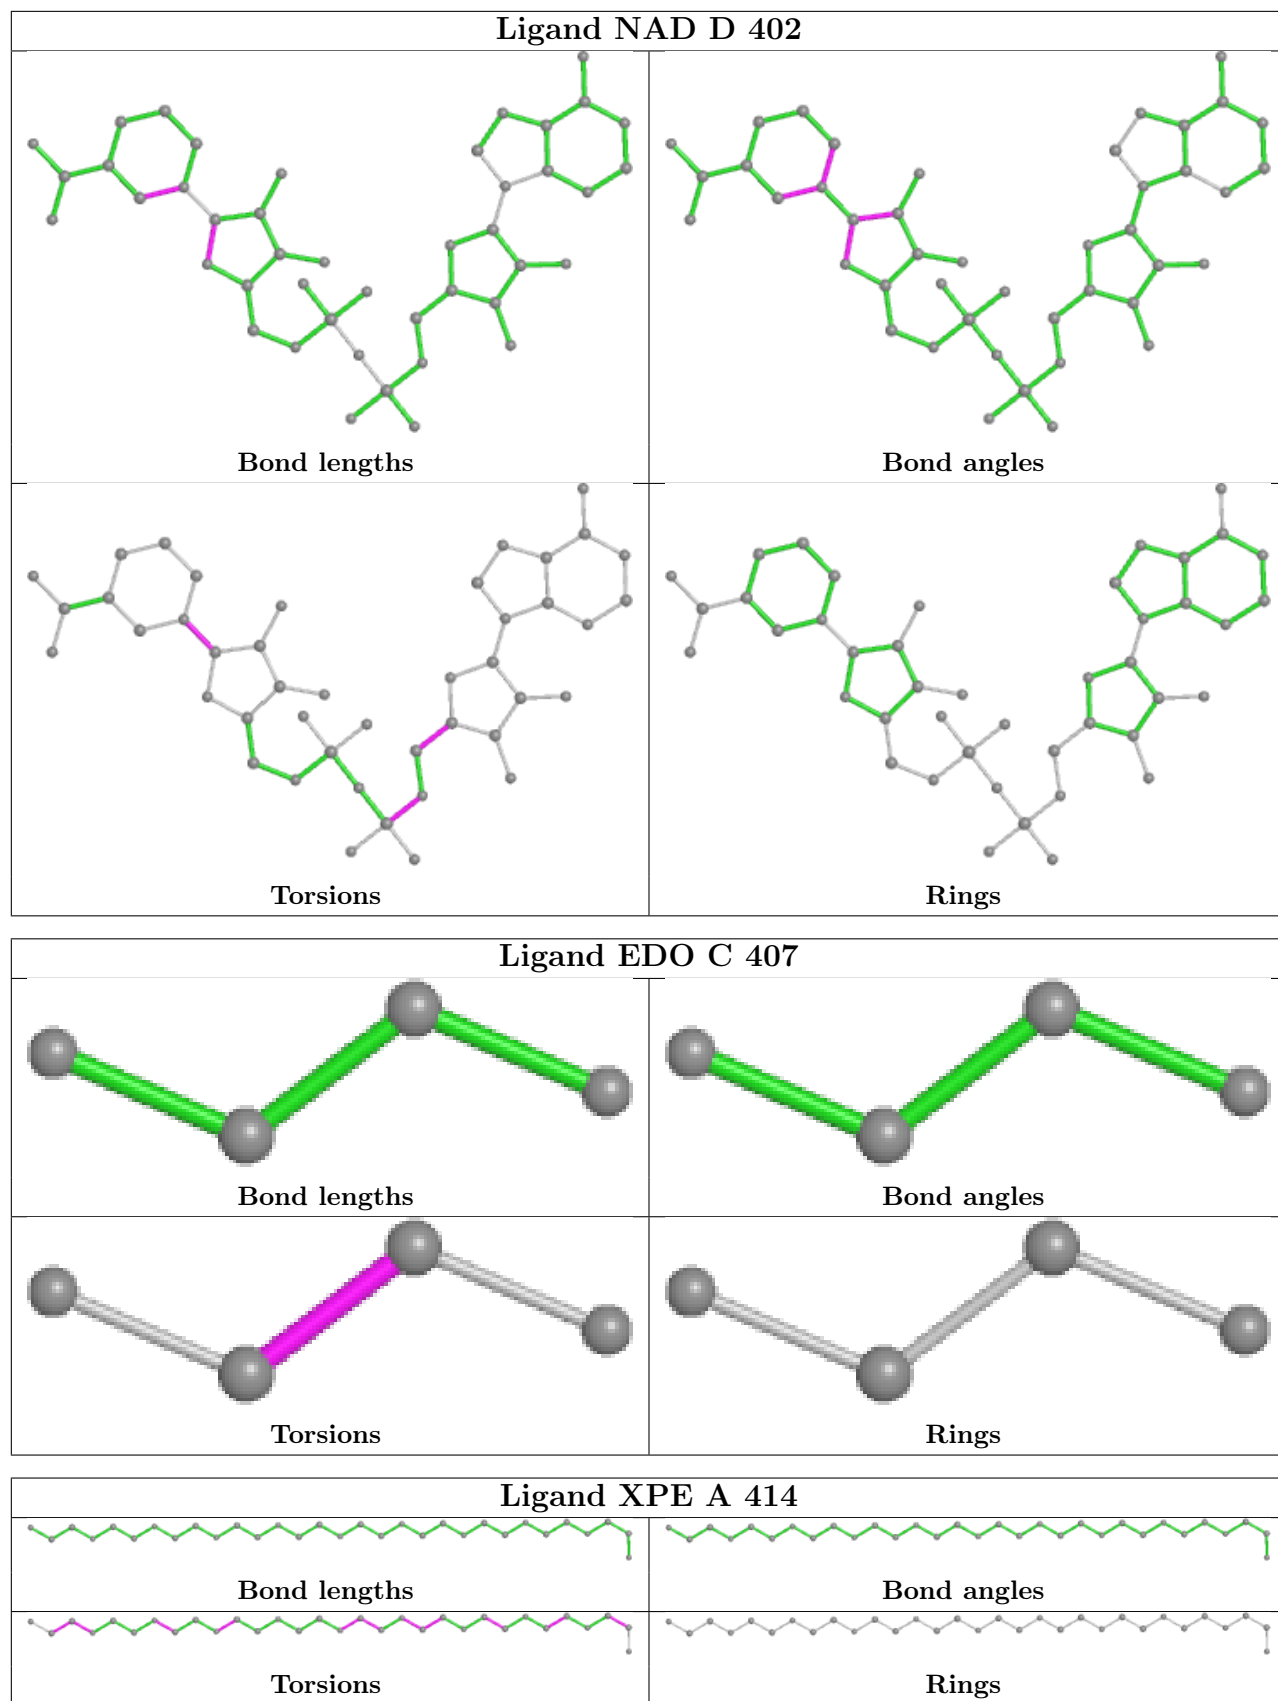 Ligand NAD D 402
Bond lengths
Bond angles
Torsions
Rings
Ligand EDO C 407
Bond lengths
Bond angles
Torsions
Rings
Ligand XPE A 414
Bond lengths
Bond angles
Torsions
Rings